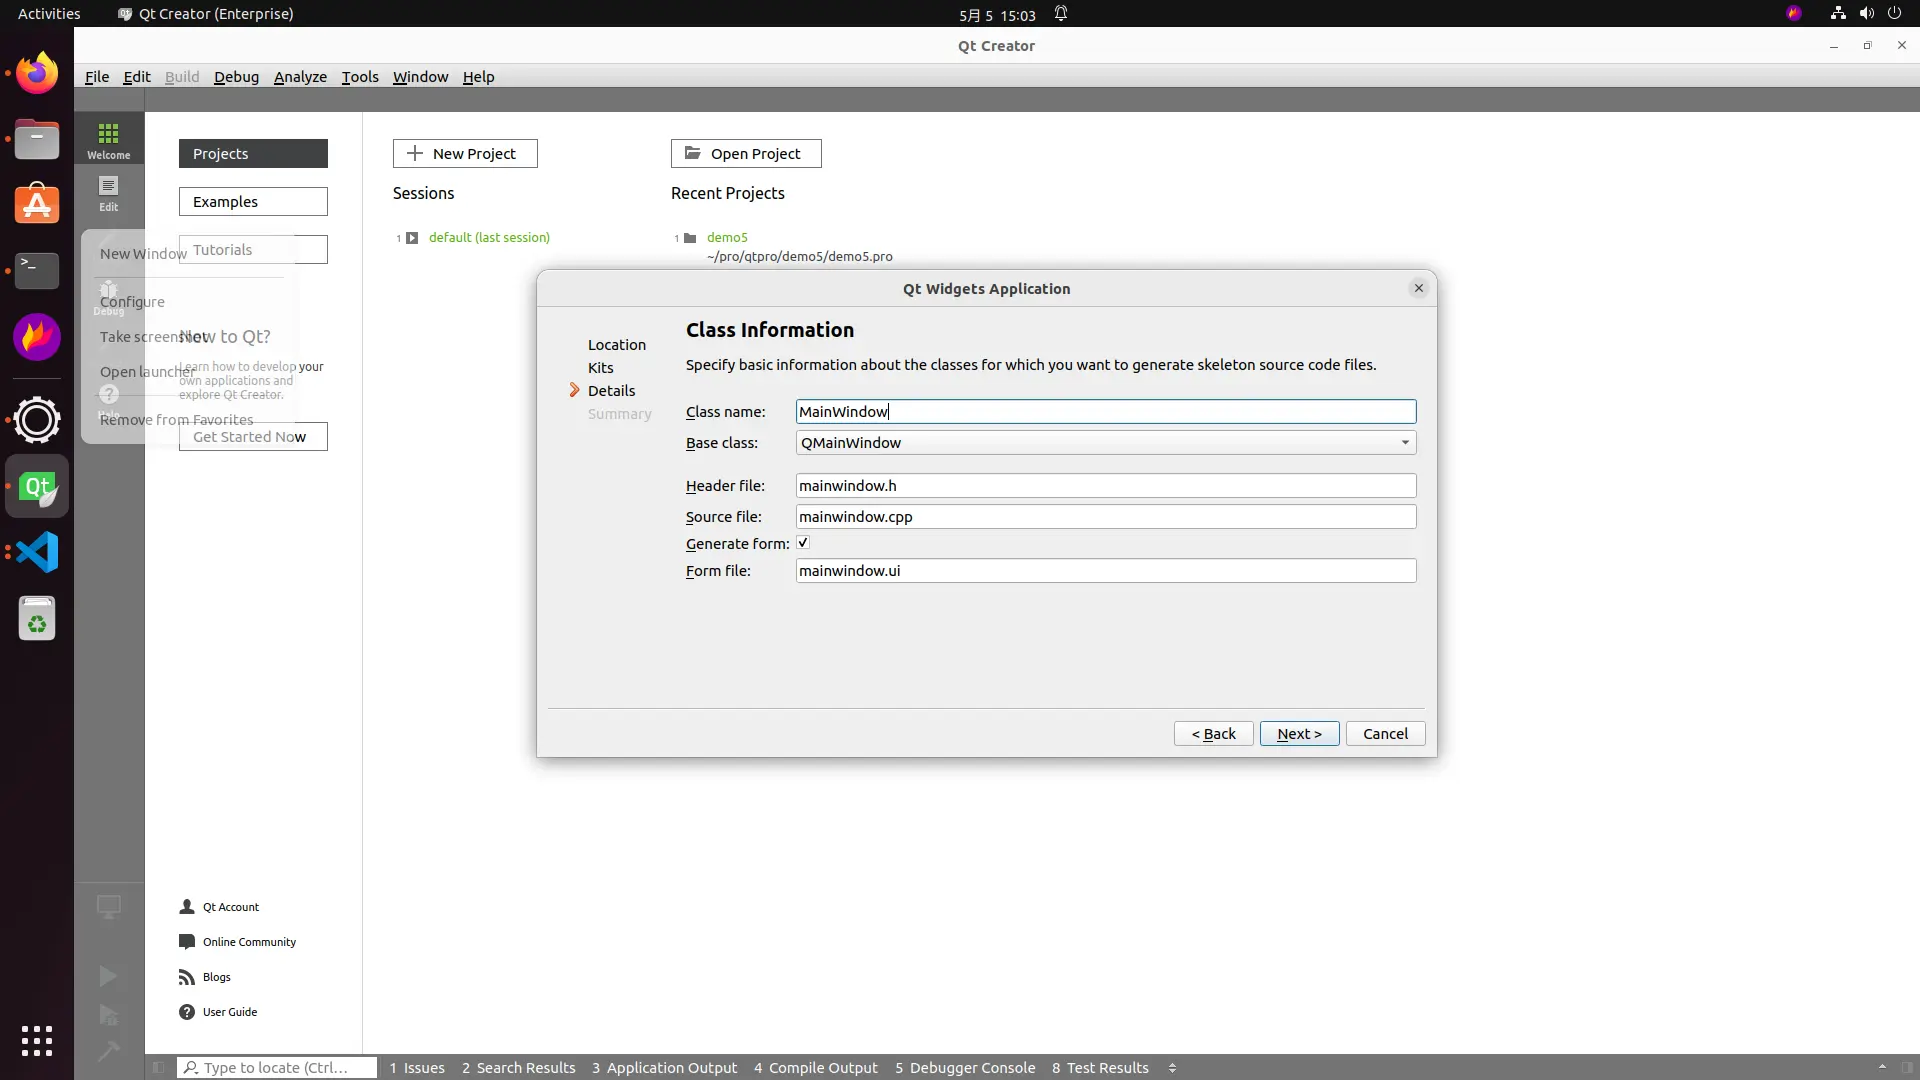 Activities
Qt Creator (Enterprise)
5月 5 15:03
Qt Creator
File Edit Build Debug Analyze Tools Window Help
Welcome
Edit
Debug
Help
Projects
Examples
Tutorials
New to Qt?
Learn how to develop your
own applications and
explore Qt Creator.
Get Started Now
New Window
Configure
Take screenshot
Open launcher
Remove from Favorites
New Project
Open Project
Sessions
Recent Projects
1 default (last session)
1 demo5
~/pro/qtpro/demo5/demo5.pro
Qt Widgets Application
Location
Kits
Details
Summary
Class Information
Specify basic information about the classes for which you want to generate skeleton source code files.
Class name: MainWindow
Base class: QMainWindow
Header file: mainwindow.h
Source file: mainwindow.cpp
Generate form:
Form file: mainwindow.ui
< Back
Next >
Cancel
Qt Account
Online Community
Blogs
User Guide
Type to locate (Ctrl...
1 Issues 2 Search Results 3 Application Output 4 Compile Output 5 Debugger Console 8 Test Results